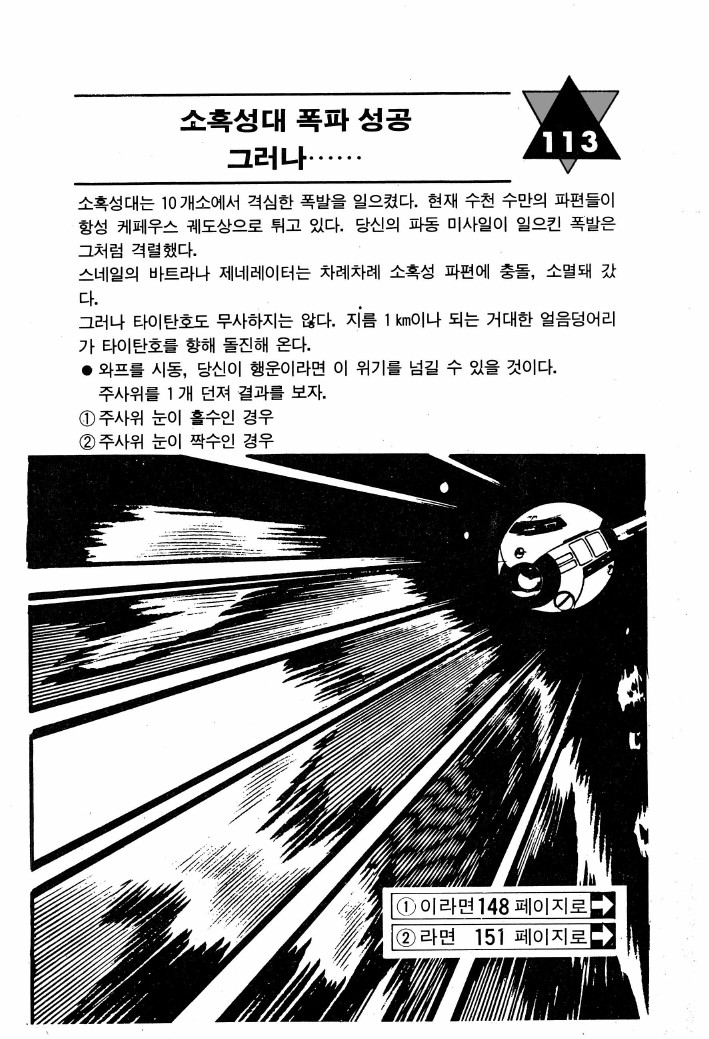 소혹성대 폭파 성공
그러나……
113
소혹성대는 10개소에서 격심한 폭발을 일으켰다. 현재 수천 수만의 파편들이
항성 케페우스 궤도상으로 튀고 있다. 당신의 파동 미사일이 일으킨 폭발은
그처럼 격렬했다.
스네일의 바트라나 제네레이터는 차례차례 소혹성 파편에 충돌, 소멸돼 갔
다.
그러나 타이탄호도 무사하지는 않다. 지름 1km이나 되는 거대한 얼음덩어리
가 타이탄호를 향해 돌진해 온다.
● 와프를 시동, 당신이 행운이라면 이 위기를 넘길 수 있을 것이다.
주사위를 1개 던져 결과를 보자.
① 주사위 눈이 홀수인 경우
② 주사위 눈이 짝수인 경우
① 이라면 148 페이지로 ➡
② 라면 151 페이지로 ➡